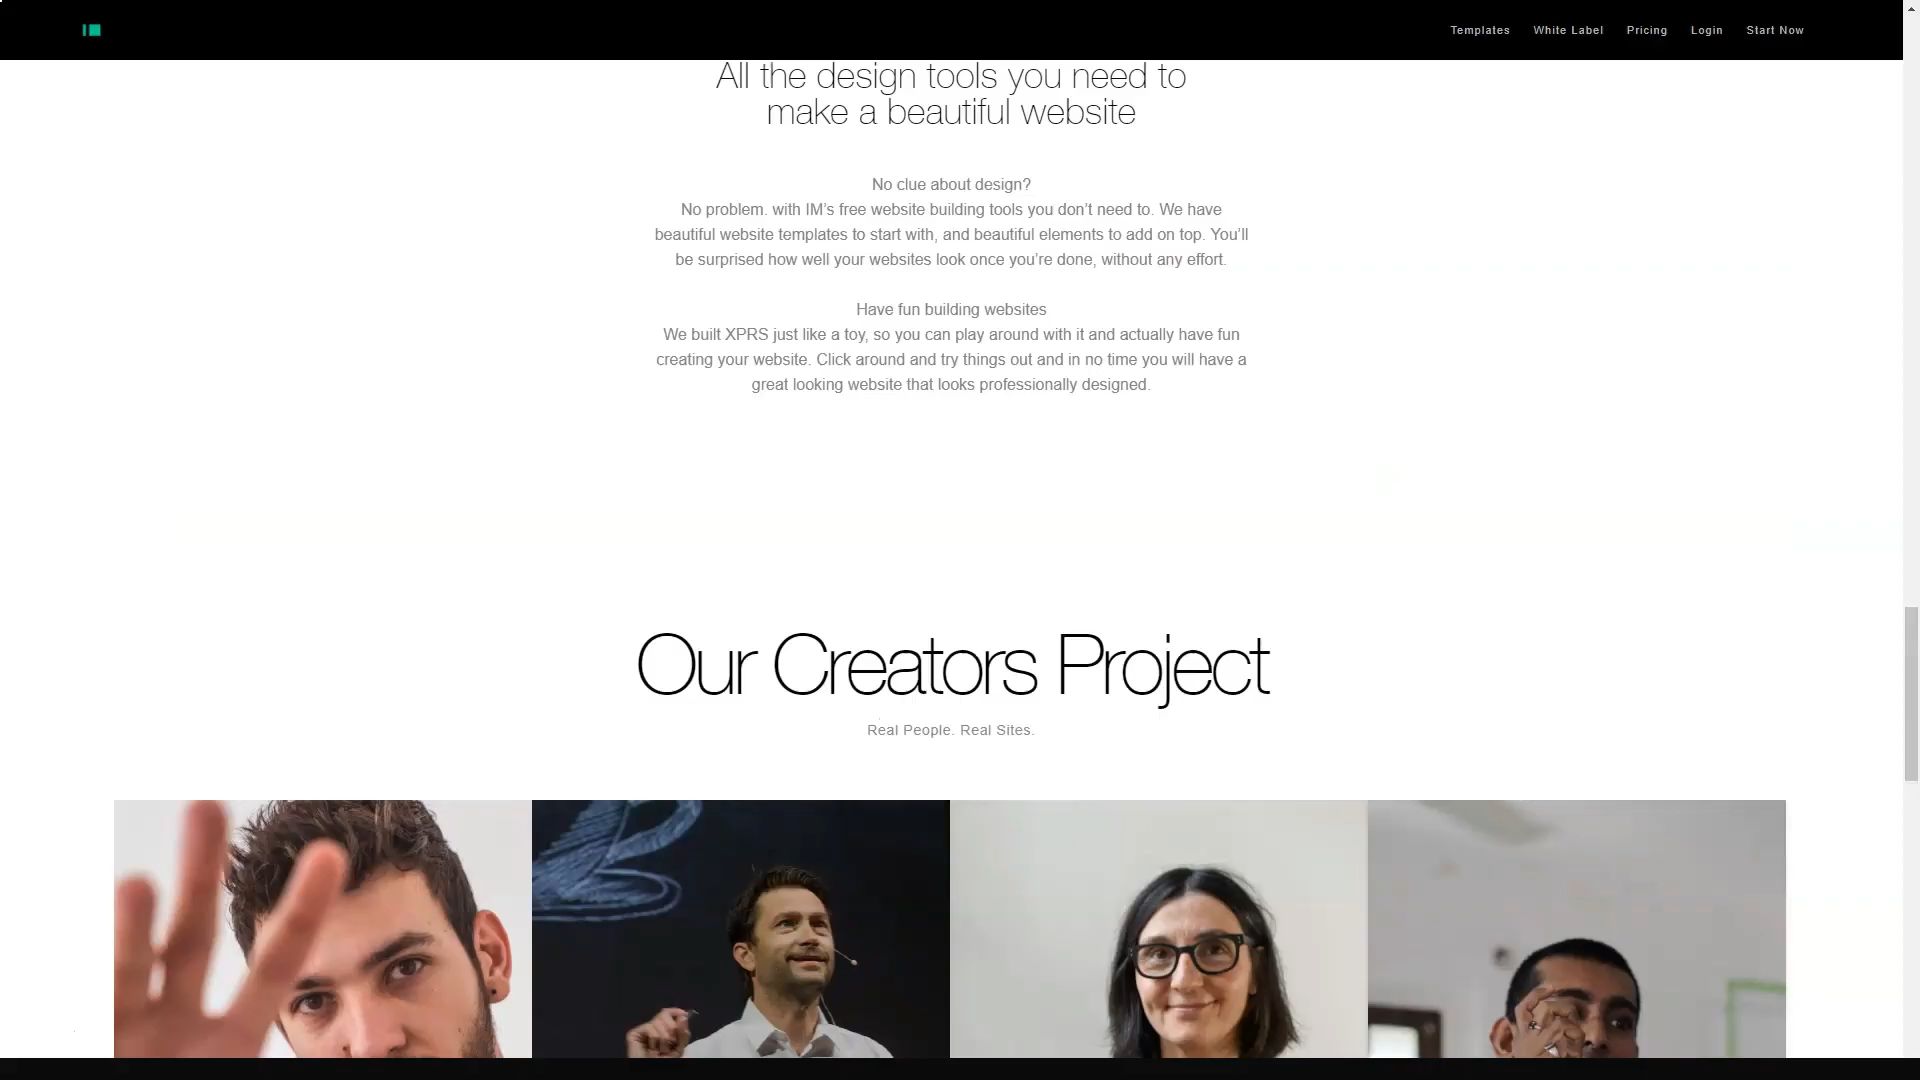 Templates White Label Pricing Login Start Now
All the design tools you need to
make a beautiful website
No clue about design?
No problem. with IM’s free website building tools you don’t need to. We have
beautiful website templates to start with, and beautiful elements to add on top. You’ll
be surprised how well your websites look once you’re done, without any effort.
Have fun building websites
We built XPRS just like a toy, so you can play around with it and actually have fun
creating your website. Click around and try things out and in no time you will have a
great looking website that looks professionally designed.
Our Creators Project
Real People. Real Sites.